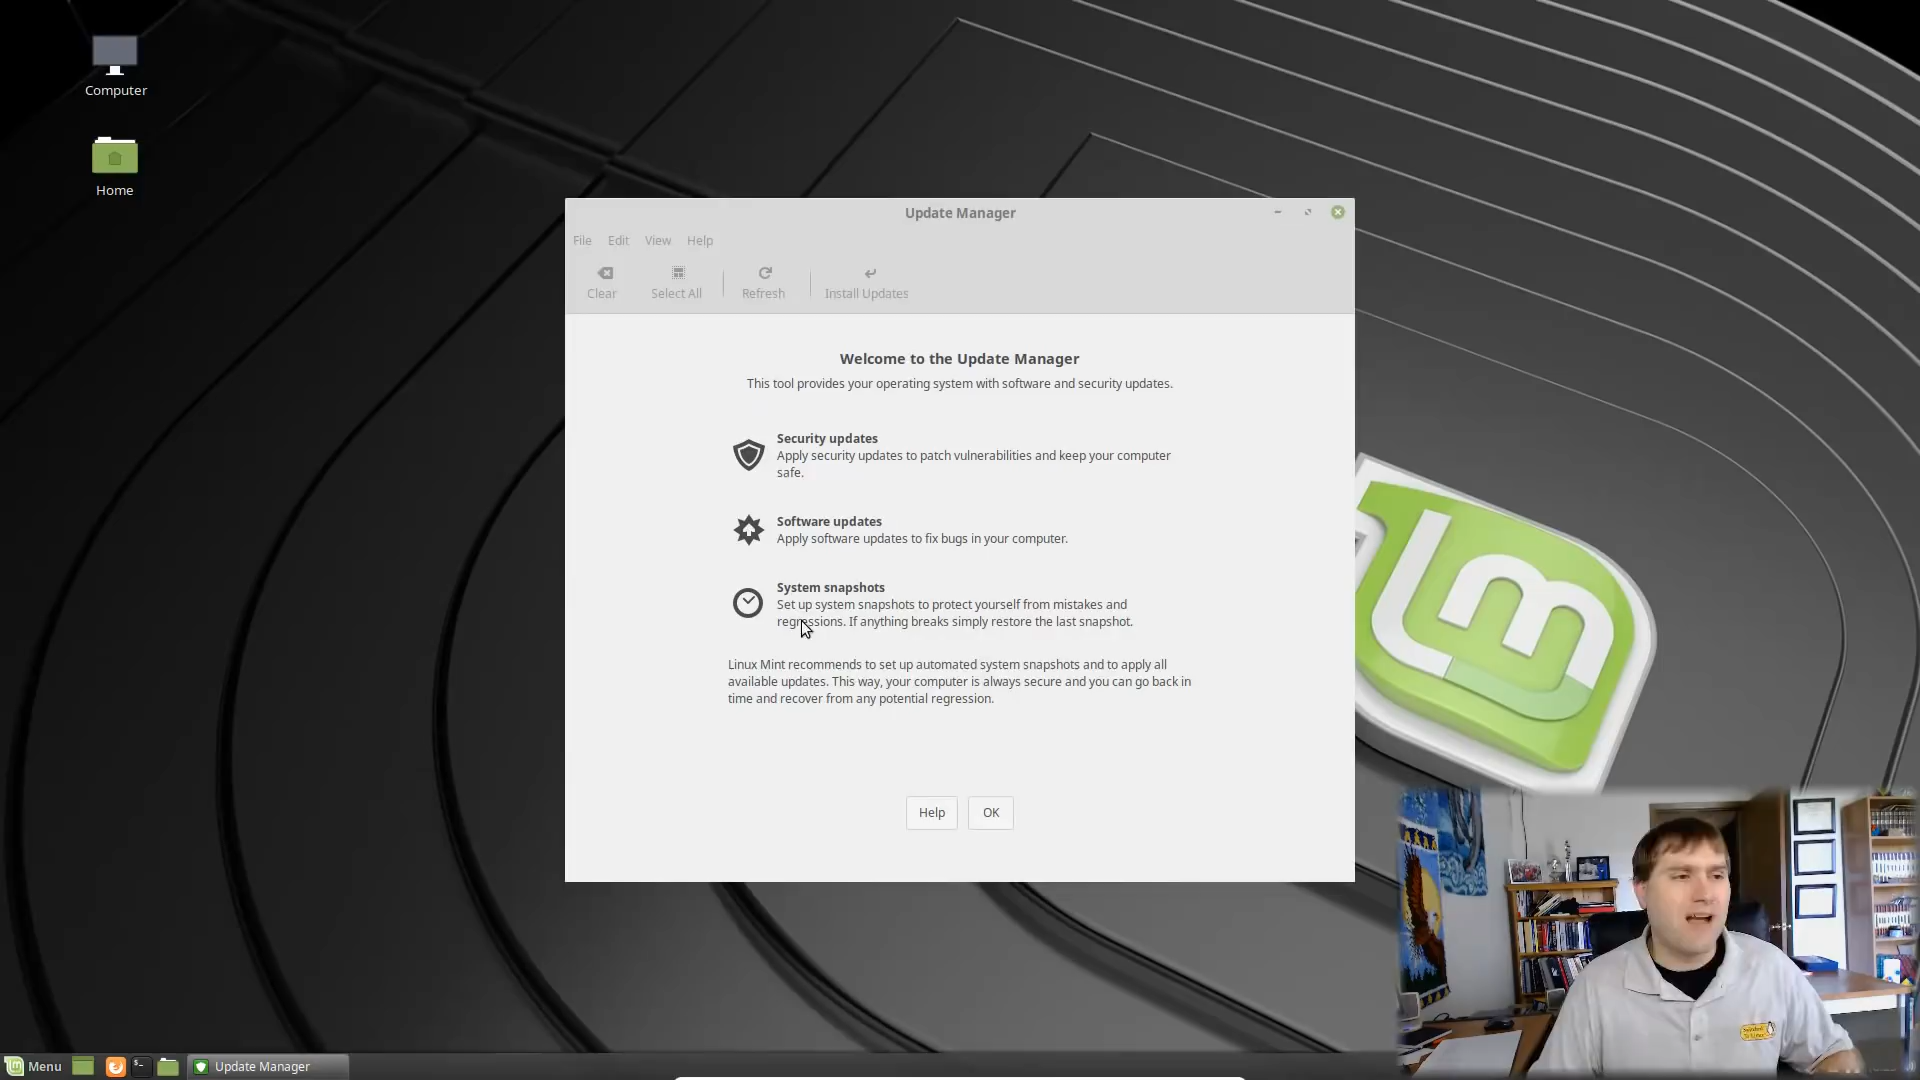 Computer
Home
Update Manager
File Edit View Help
Clear Select All Refresh Install Updates
Welcome to the Update Manager
This tool provides your operating system with software and security updates.
Security updates
Apply security updates to patch vulnerabilities and keep your computer
safe.
Software updates
Apply software updates to fix bugs in your computer.
System snapshots
Set up system snapshots to protect yourself from mistakes and
regressions. If anything breaks simply restore the last snapshot.
Linux Mint recommends to set up automated system snapshots and to apply all
available updates. This way, your computer is always secure and you can go back in
time and recover from any potential regression.
Help OK
Menu Update Manager